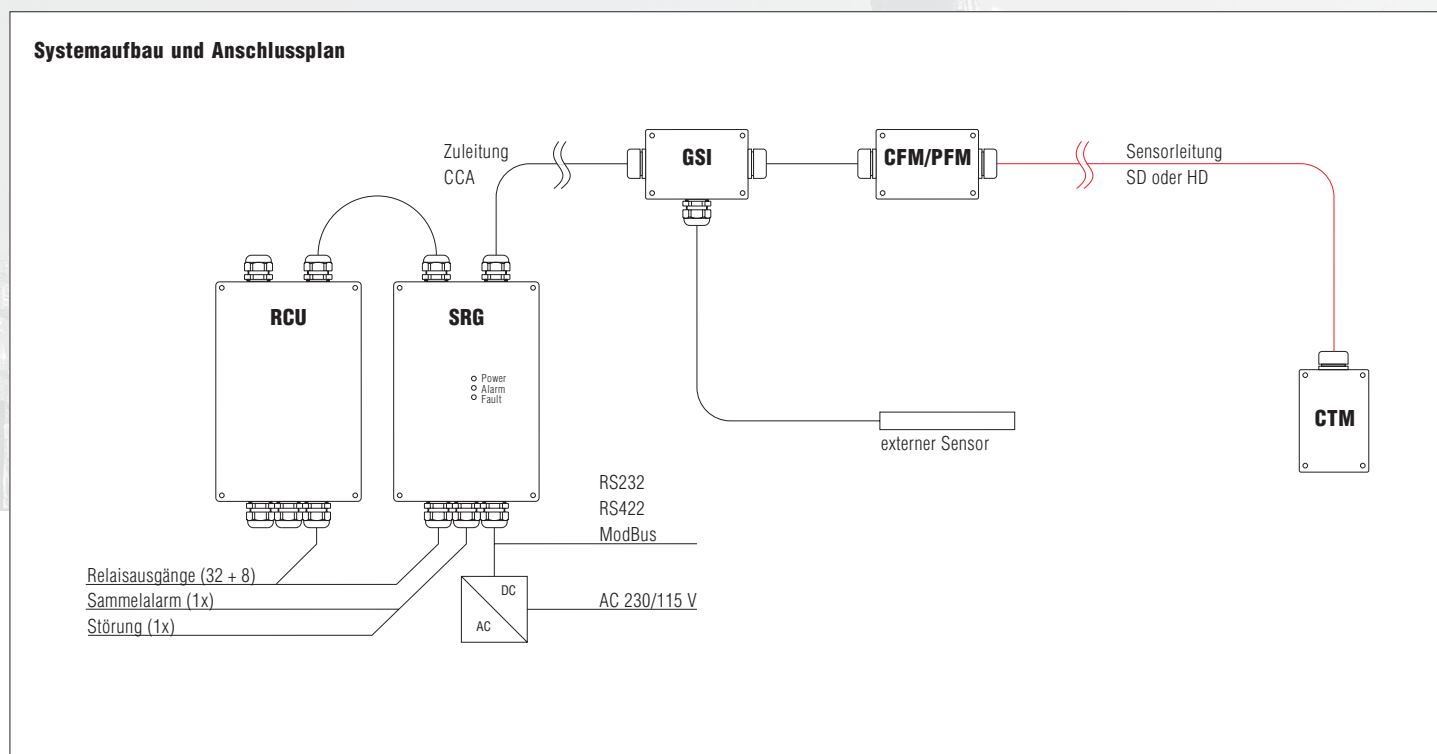 Systemaufbau und Anschlussplan
Zuleitung
CCA
GSI
CFM/PFM
Sensorleitung
SD oder HD
RCU
SRG
Power
Alarm
Fault
CTM
externer Sensor
RS232
RS422
ModBus
Relaisausgänge (32 + 8)
Sammelalarm (1x)
Störung (1x)
DC
AC
AC 230/115 V